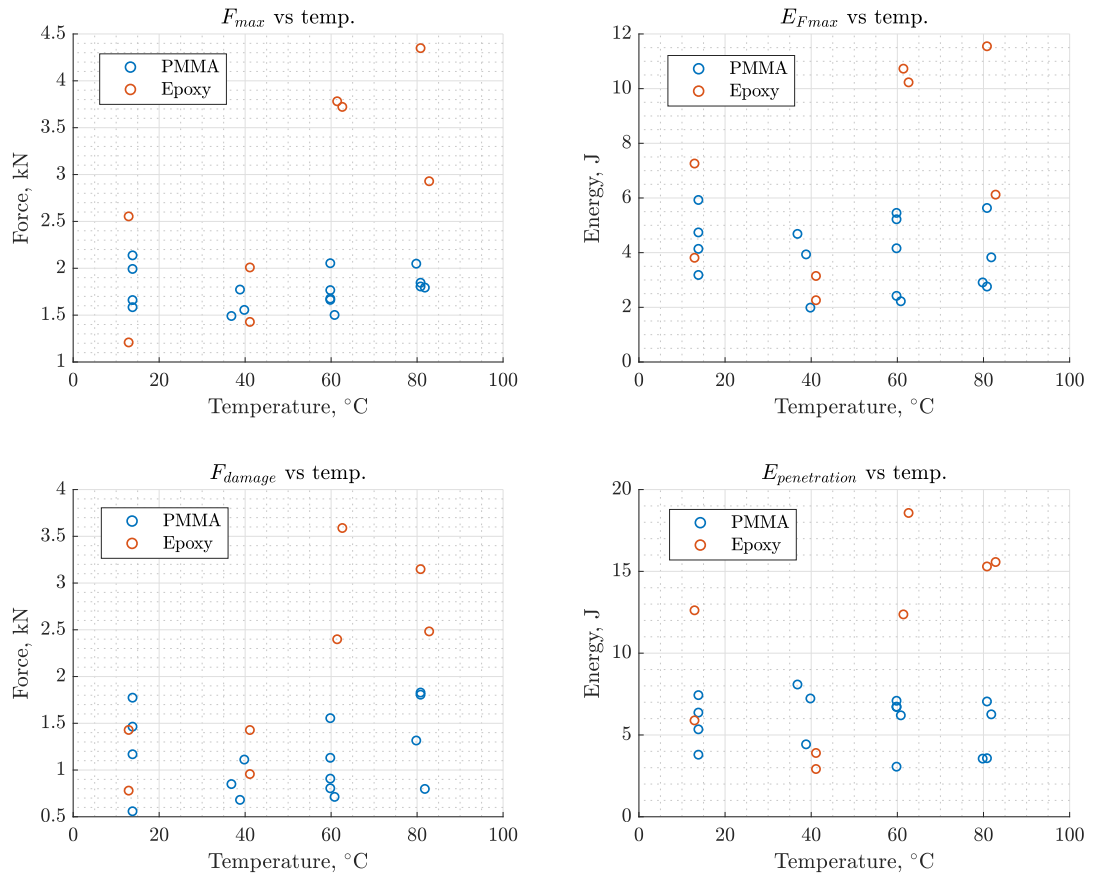 F_max vs temp.
4.5
4
3.5
3
2.5
2
1.5
1
Force, kN
PMMA
Epoxy
0 20 40 60 80 100
Temperature, °C
E_Fmax vs temp.
12
10
8
6
4
2
0
Energy, J
PMMA
Epoxy
0 20 40 60 80 100
Temperature, °C
F_damage vs temp.
4
3.5
3
2.5
2
1.5
1
0.5
Force, kN
PMMA
Epoxy
0 20 40 60 80 100
Temperature, °C
E_penetration vs temp.
20
15
10
5
0
Energy, J
PMMA
Epoxy
0 20 40 60 80 100
Temperature, °C